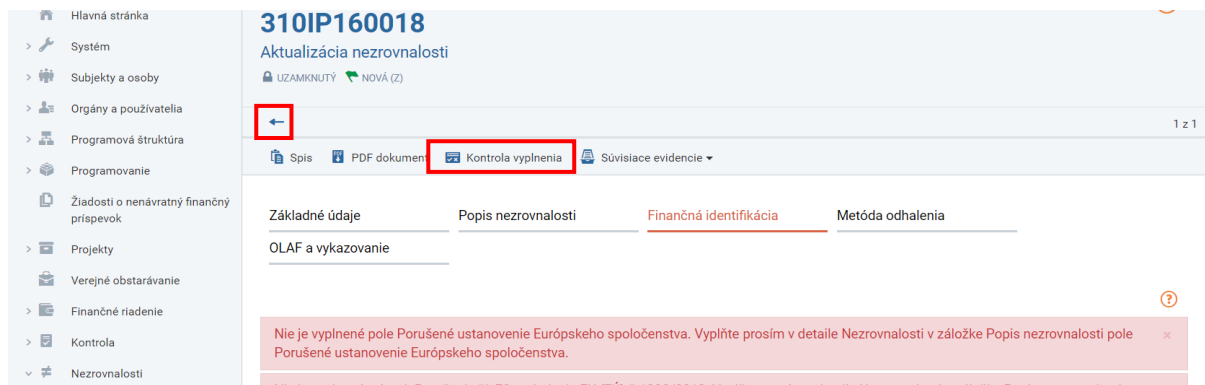 Hlavná stránka
Systém
Subjekty a osoby
Orgány a používatelia
Programová štruktúra
Programovanie
Žiadosti o nenávratný finančný
príspevok
Projekty
Verejné obstarávanie
Finančné riadenie
Kontrola
Nezrovnalosti
310IP160018
Aktualizácia nezrovnalosti
UZAMKNUTÝ NOVÁ (Z)
1 z 1
Spis PDF dokument Kontrola vyplnenia Súvisiace evidencie
Základné údaje Popis nezrovnalosti Finančná identifikácia Metóda odhalenia
OLAF a vykazovanie
Nie je vyplnené pole Porušené ustanovenie Európskeho spoločenstva. Vyplňte prosím v detaile Nezrovnalosti v záložke Popis nezrovnalosti pole
Porušené ustanovenie Európskeho spoločenstva.